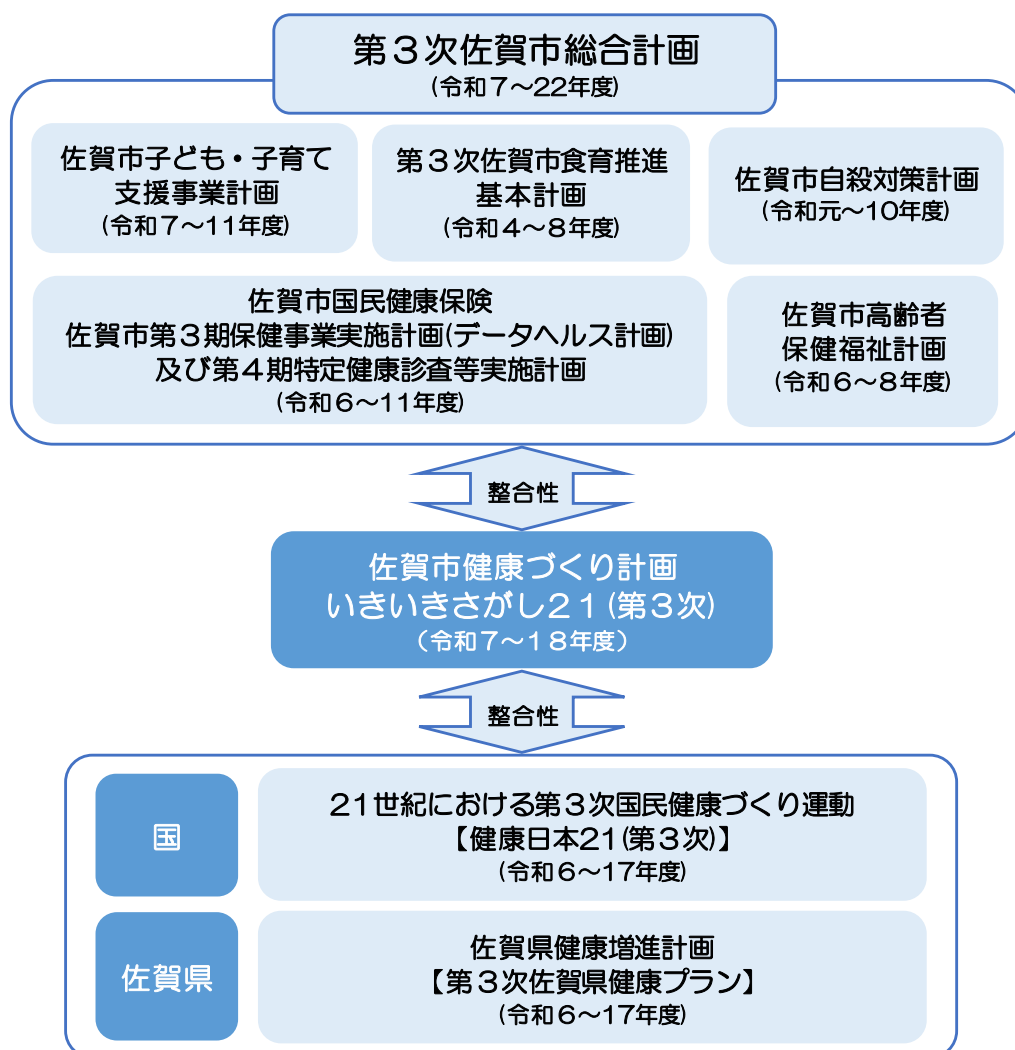 第３次佐賀市総合計画
(令和７～22年度)
佐賀市子ども・子育て
支援事業計画
(令和７～11年度)
第３次佐賀市食育推進
基本計画
(令和４～８年度)
佐賀市自殺対策計画
(令和元～10年度)
佐賀市国民健康保険
佐賀市第３期保健事業実施計画(データヘルス計画)
及び第４期特定健康診査等実施計画
(令和６～11年度)
佐賀市高齢者
保健福祉計画
(令和６～８年度)
整合性
佐賀市健康づくり計画
いきいきさがし２１(第３次)
（令和７～１８年度）
整合性
国
21世紀における第３次国民健康づくり運動
【健康日本21(第３次)】
(令和６～17年度)
佐賀県
佐賀県健康増進計画
【第３次佐賀県健康プラン】
(令和６～17年度)